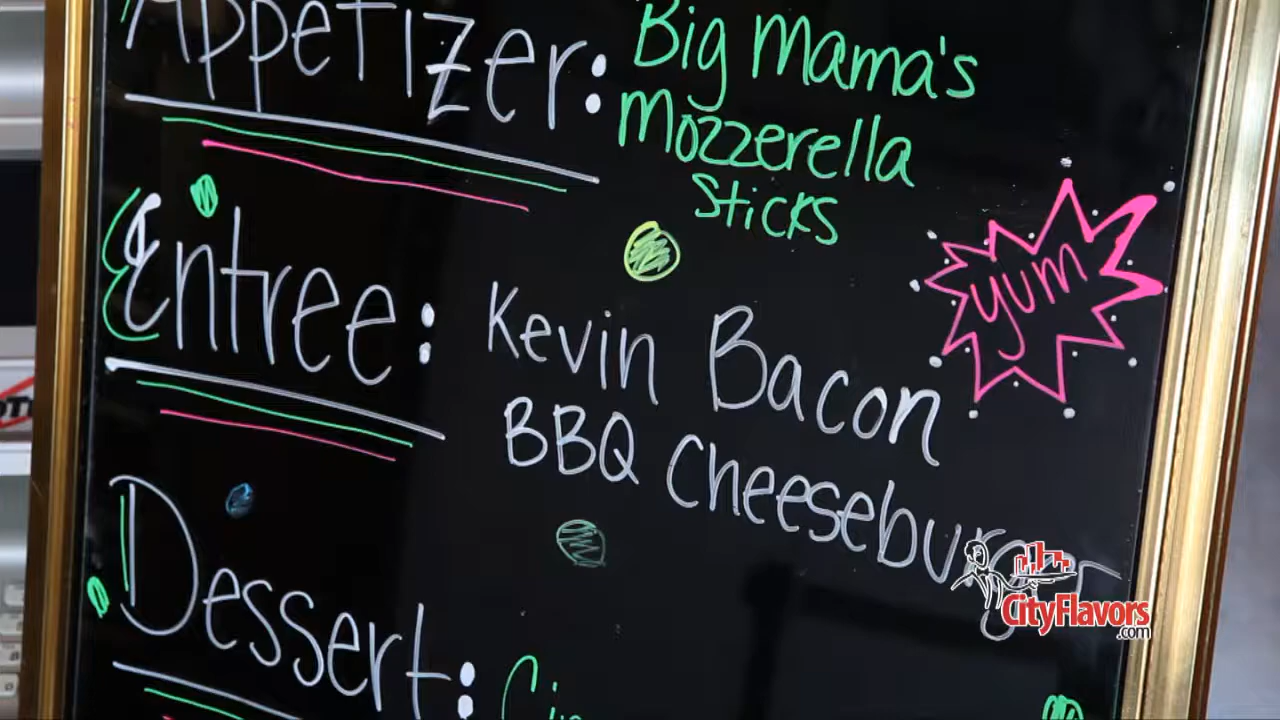 Appetizer: Big Mama's
Mozzerella
Sticks
yum
Entree: Kevin Bacon
BBQ Cheeseburger
CityFlavors
.com
Dessert: